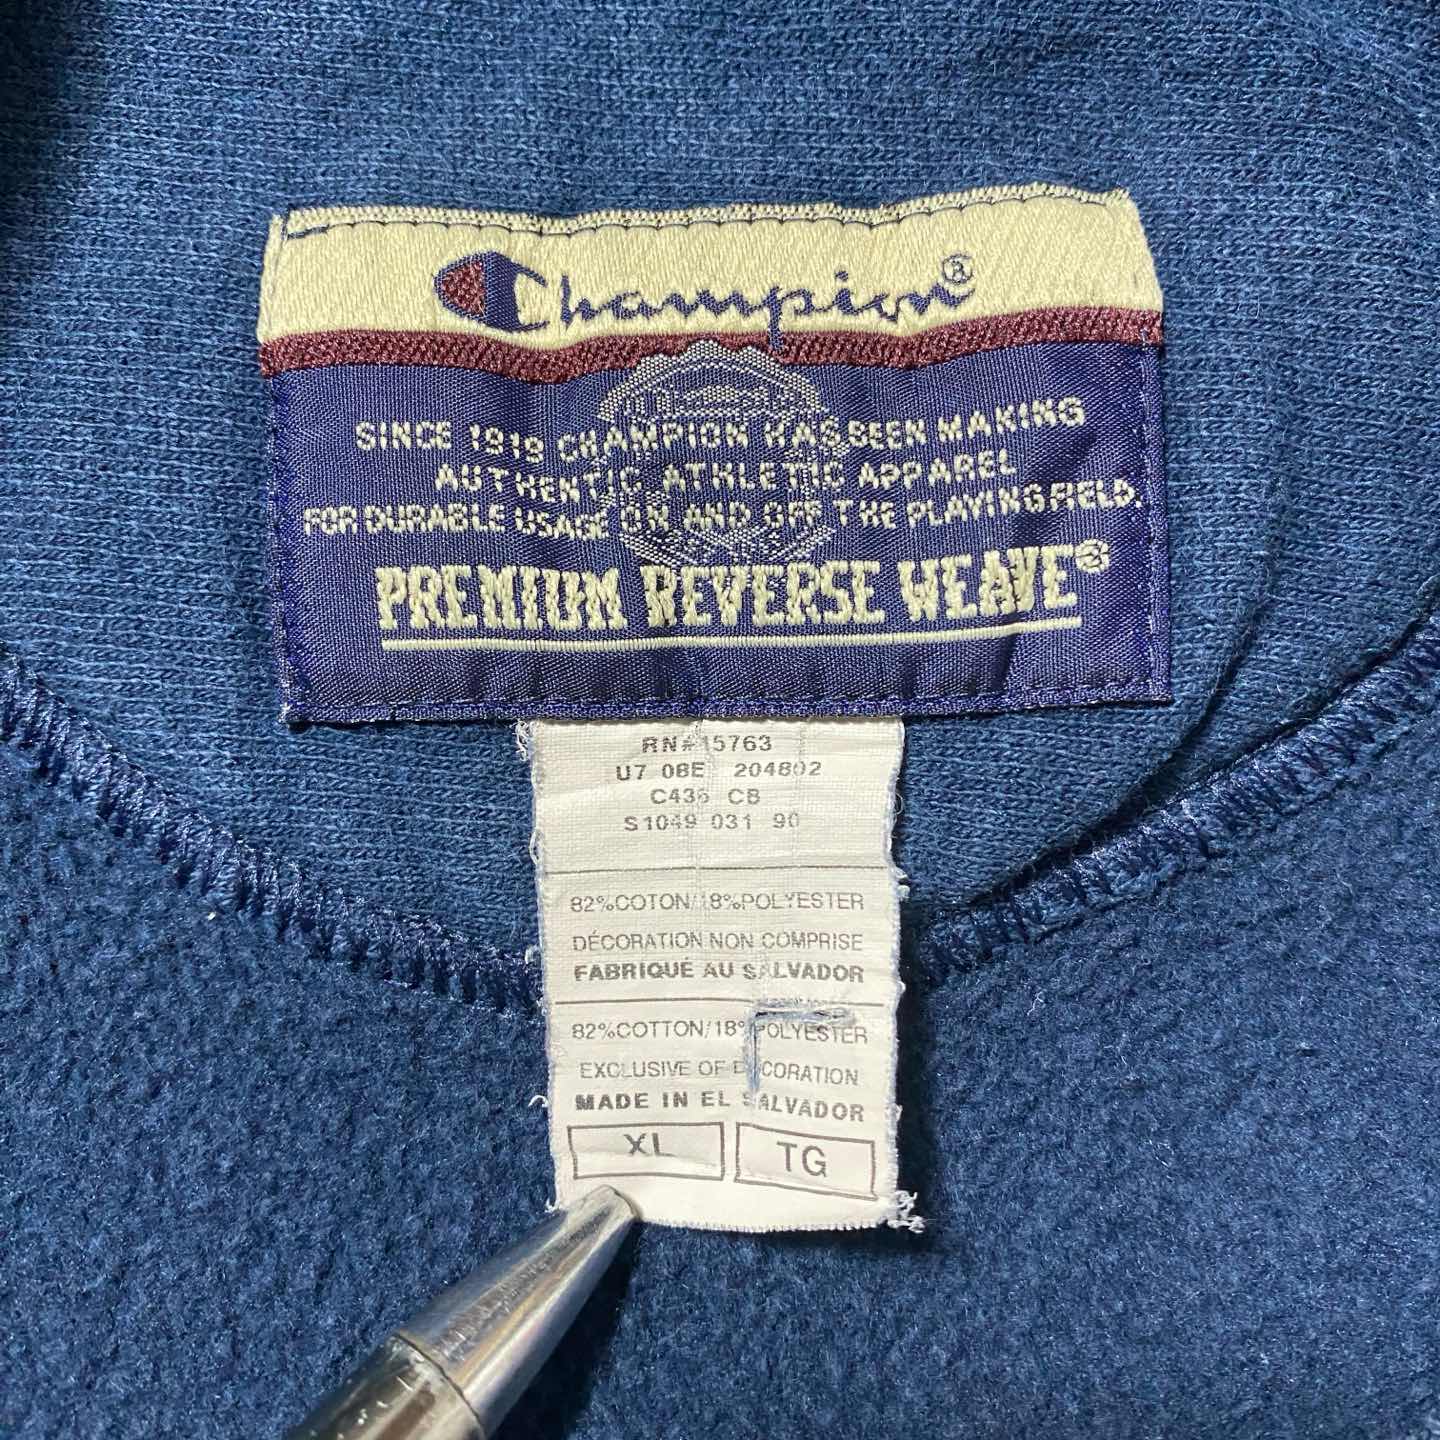 Champion®
SINCE 1919 CHAMPION HAS BEEN MAKING
AUTHENTIC ATHLETIC APPAREL
FOR DURABLE USAGE ON AND OFF THE PLAYING FIELD.
PREMIUM REVERSE WEAVE®
RN#15763
U7 08E 204802
C436 CB
S1049 031 90
82%COTON/18%POLYESTER
DÉCORATION NON COMPRISE
FABRIQUÉ AU SALVADOR
82%COTTON/18%POLYESTER
EXCLUSIVE OF DECORATION
MADE IN EL SALVADOR
XL TG